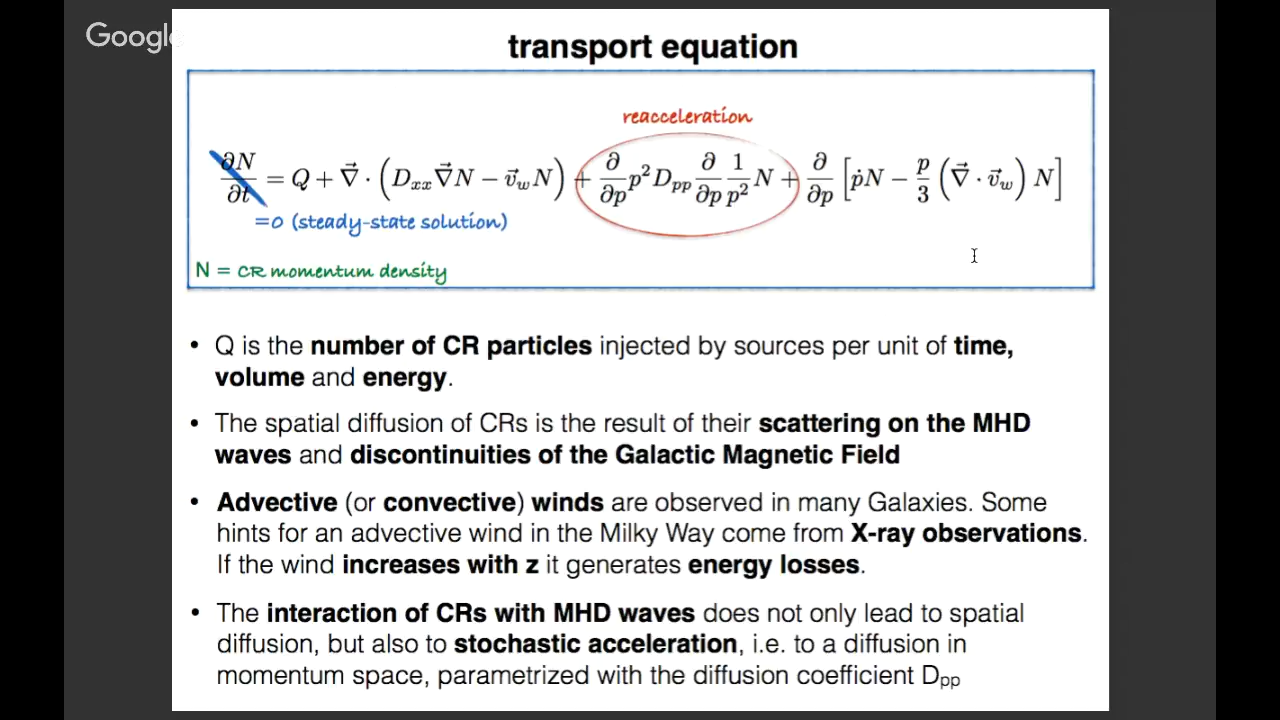 Google
transport equation
reacceleration
∂N/∂t = Q + ∇⃗ · (D_xx ∇⃗N − v⃗_w N) + ∂/∂p p² D_pp ∂/∂p 1/p² N + ∂/∂p [ṗN − p/3 (∇⃗ · v⃗_w) N]
=0 (steady-state solution)
N = CR momentum density
• Q is the number of CR particles injected by sources per unit of time,
volume and energy.
• The spatial diffusion of CRs is the result of their scattering on the MHD
waves and discontinuities of the Galactic Magnetic Field
• Advective (or convective) winds are observed in many Galaxies. Some
hints for an advective wind in the Milky Way come from X-ray observations.
If the wind increases with z it generates energy losses.
• The interaction of CRs with MHD waves does not only lead to spatial
diffusion, but also to stochastic acceleration, i.e. to a diffusion in
momentum space, parametrized with the diffusion coefficient D_pp